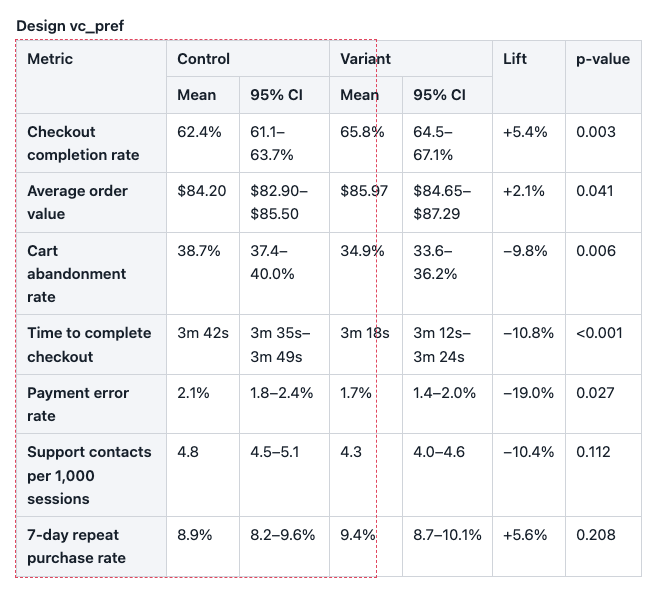 Design vc_pref
Metric Control Variant Lift p-value
Mean 95% CI Mean 95% CI
Checkout 62.4% 61.1– 65.8% 64.5– +5.4% 0.003
completion rate 63.7% 67.1%
Average order $84.20 $82.90– $85.97 $84.65– +2.1% 0.041
value $85.50 $87.29
Cart 38.7% 37.4– 34.9% 33.6– −9.8% 0.006
abandonment 40.0% 36.2%
rate
Time to complete 3m 42s 3m 35s– 3m 18s 3m 12s– −10.8% <0.001
checkout 3m 49s 3m 24s
Payment error 2.1% 1.8–2.4% 1.7% 1.4–2.0% −19.0% 0.027
rate
Support contacts 4.8 4.5–5.1 4.3 4.0–4.6 −10.4% 0.112
per 1,000
sessions
7-day repeat 8.9% 8.2–9.6% 9.4% 8.7–10.1% +5.6% 0.208
purchase rate